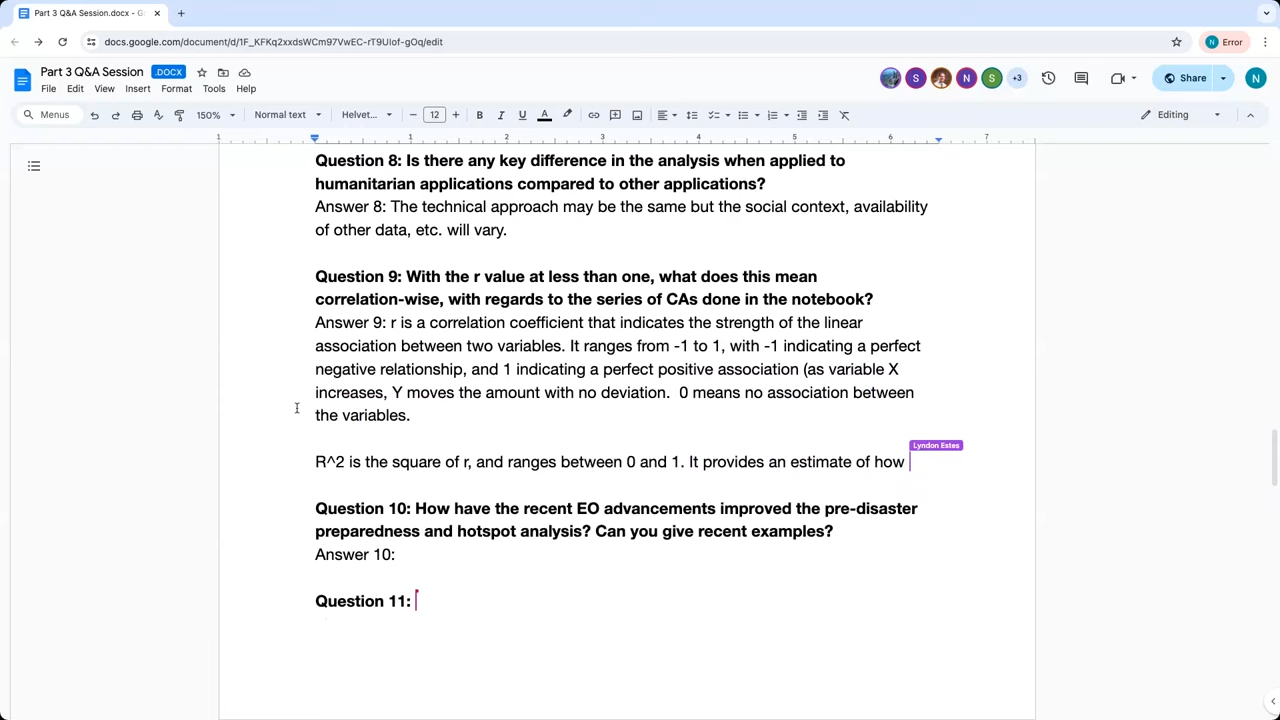 Part 3 Q&A Session.docx - G
docs.google.com/document/d/1F_KFKq2xxdsWCm97VwEC-rT9UIof-gOq/edit
N Error
Part 3 Q&A Session .DOCX
File Edit View Insert Format Tools Help
S N S +3 Share N
Menus 150% Normal text Helvet... 12 B I U A Editing
1 1 2 3 4 5 6 7
Question 8: Is there any key difference in the analysis when applied to
humanitarian applications compared to other applications?
Answer 8: The technical approach may be the same but the social context, availability
of other data, etc. will vary.
Question 9: With the r value at less than one, what does this mean
correlation-wise, with regards to the series of CAs done in the notebook?
Answer 9: r is a correlation coefficient that indicates the strength of the linear
association between two variables. It ranges from -1 to 1, with -1 indicating a perfect
negative relationship, and 1 indicating a perfect positive association (as variable X
increases, Y moves the amount with no deviation.  0 means no association between
the variables.
Lyndon Estes
R^2 is the square of r, and ranges between 0 and 1. It provides an estimate of how
Question 10: How have the recent EO advancements improved the pre-disaster
preparedness and hotspot analysis? Can you give recent examples?
Answer 10:
Question 11: